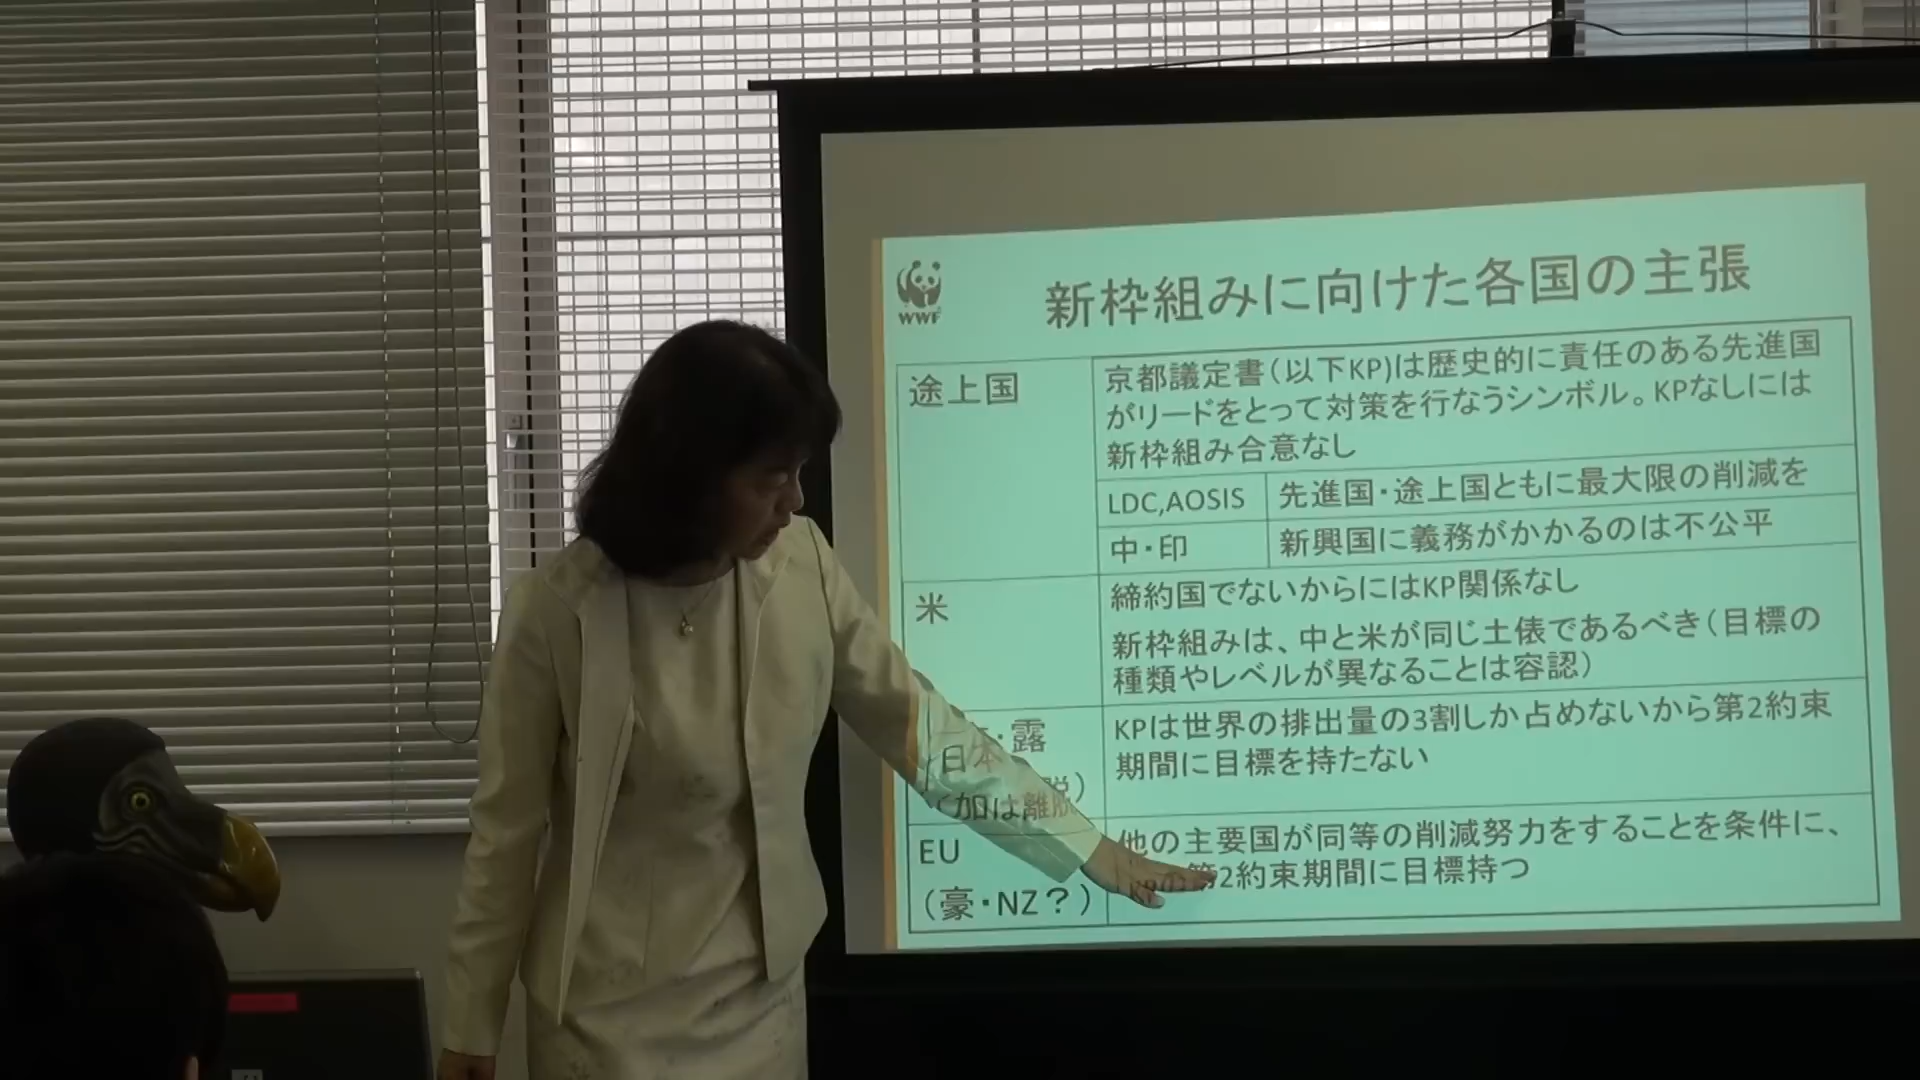 WWF
新枠組みに向けた各国の主張
途上国
京都議定書(以下KP)は歴史的に責任のある先進国
がリードをとって対策を行なうシンボル。KPなしには
新枠組み合意なし
LDC,AOSIS
先進国・途上国ともに最大限の削減を
中・印
新興国に義務がかかるのは不公平
米
締約国でないからにはKP関係なし
新枠組みは、中と米が同じ土俵であるべき(目標の
種類やレベルが異なることは容認)
日本・露
(加は離脱)
KPは世界の排出量の3割しか占めないから第2約束
期間に目標を持たない
EU
(豪・NZ?)
他の主要国が同等の削減努力をすることを条件に、
KPの第2約束期間に目標持つ